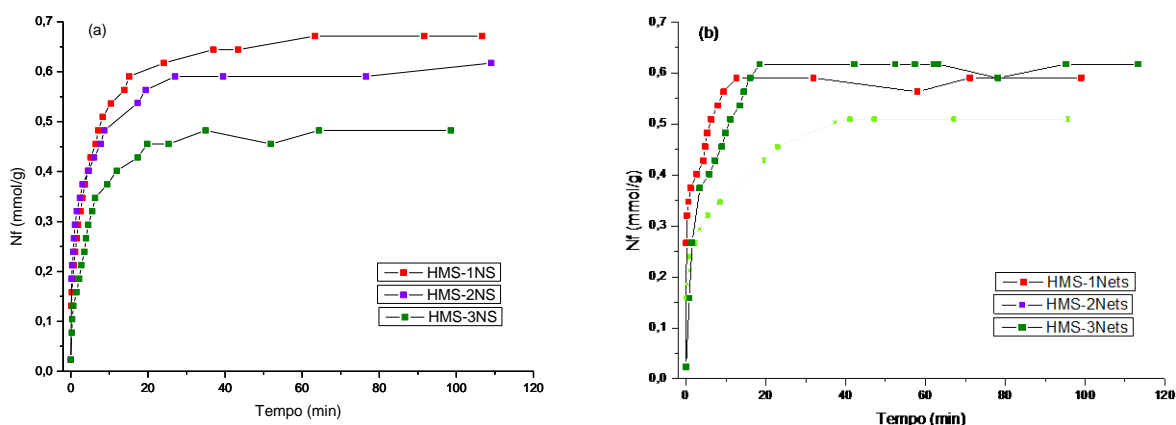 (a)
Nf (mmol/g)
0,7
0,6
0,5
0,4
0,3
0,2
0,1
0,0
0
20
40
60
80
100
120
Tempo (min)
HMS-1NS
HMS-2NS
HMS-3NS
(b)
Nf (mmol/g)
0,7
0,6
0,5
0,4
0,3
0,2
0,1
0,0
0
20
40
60
80
100
120
Tempo (min)
HMS-1Nets
HMS-2Nets
HMS-3Nets